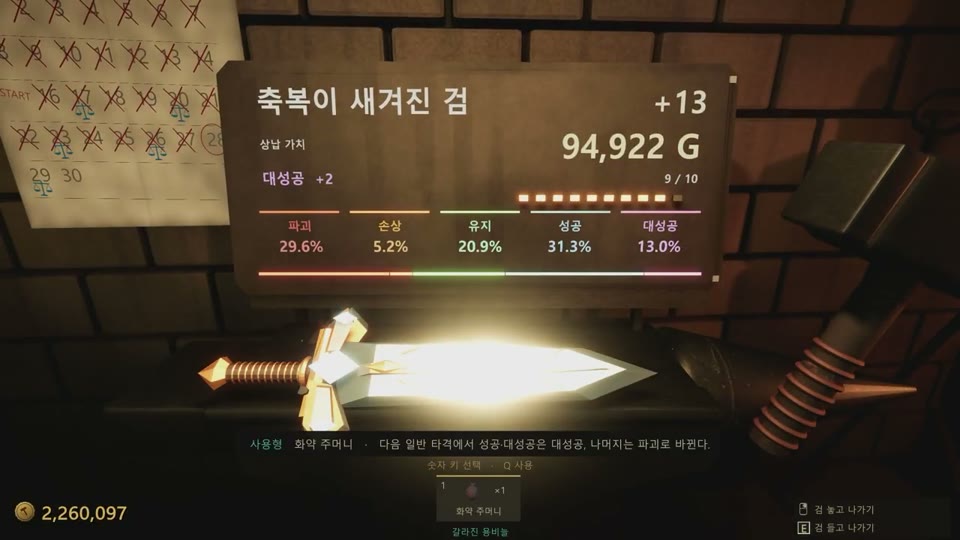 START
28
29 30
축복이 새겨진 검 +13
상납 가치 94,922 G
대성공 +2 9 / 10
파괴 손상 유지 성공 대성공
29.6% 5.2% 20.9% 31.3% 13.0%
사용형 화약 주머니 · 다음 일반 타격에서 성공·대성공은 대성공, 나머지는 파괴로 바뀐다.
숫자 키 선택 · Q 사용
1 ×1
화약 주머니
갈라진 용비늘
2,260,097
검 놓고 나가기
E 검 들고 나가기